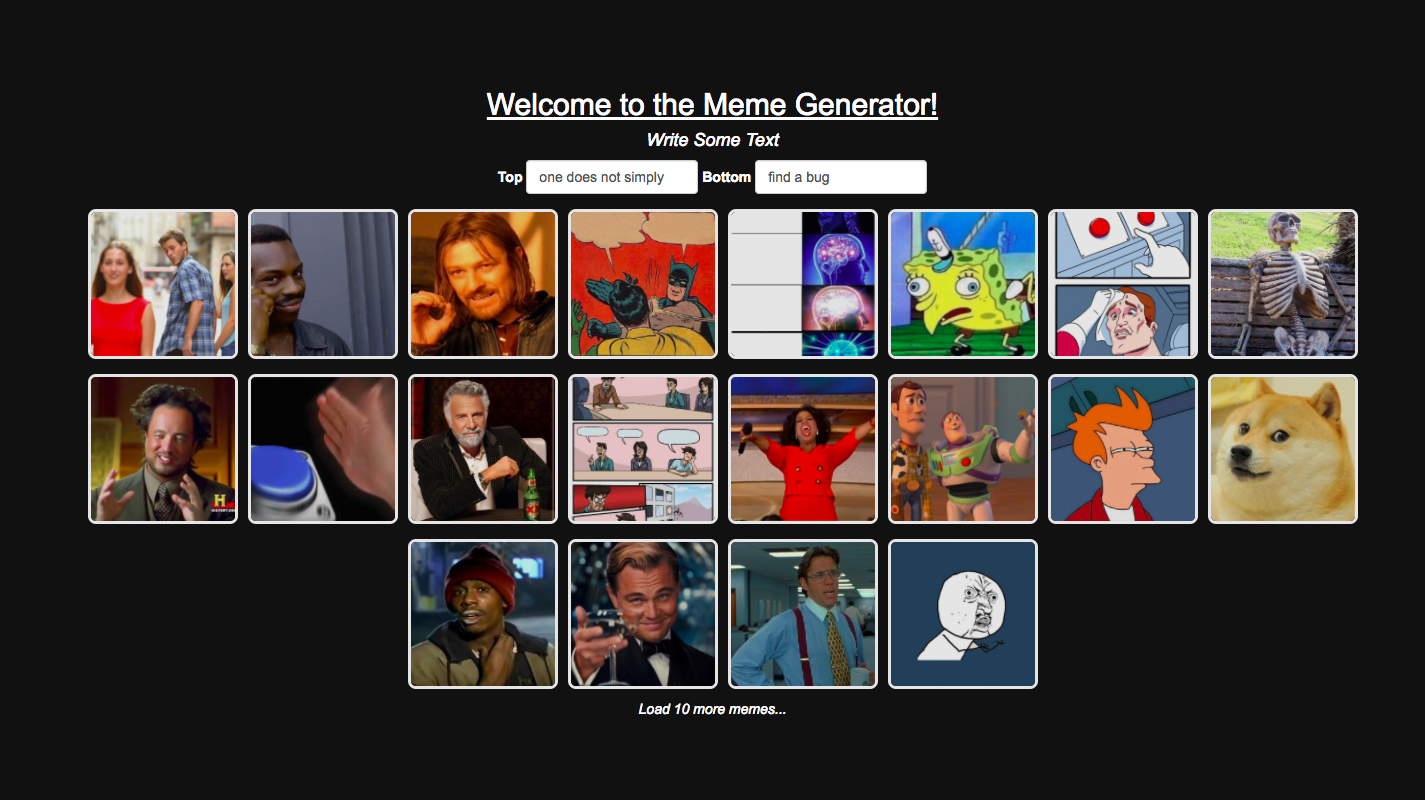 Welcome to the Meme Generator!
Write Some Text
Top one does not simply Bottom find a bug
H
Load 10 more memes...